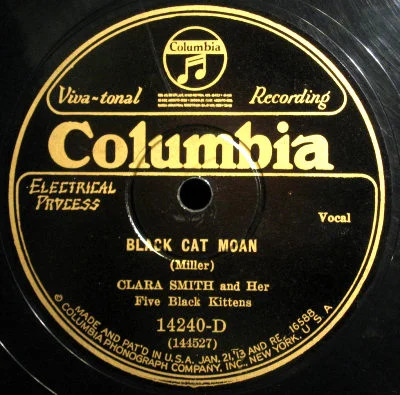 Columbia
Viva-tonal Recording
Columbia
ELECTRICAL
PROCESS
Vocal
BLACK CAT MOAN
(Miller)
CLARA SMITH and Her
Five Black Kittens
14240-D
(144527)
MADE AND PAT'D IN U.S.A. JAN. 21,'13 AND RE. 16588
© COLUMBIA PHONOGRAPH COMPANY, INC., NEW YORK, U.S.A.